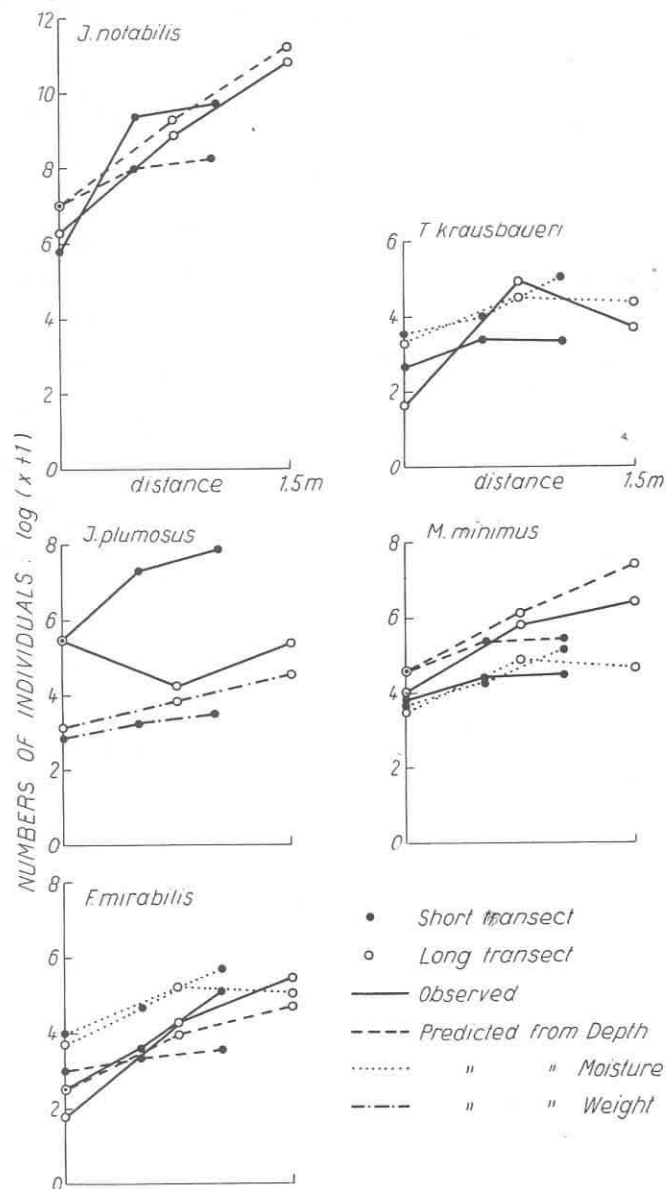 12
J. notabilis
10
8
6
4
2
0
distance
1.5m
T krausbaueri
6
4
2
0
distance
1.5m
NUMBERS OF INDIVIDUALS : log (x+1)
J. plumosus
8
6
4
2
0
M. minimus
8
6
4
2
0
F. mirabilis
8
6
4
2
0
Short transect
Long transect
Observed
Predicted from Depth
" " Moisture
" " Weight